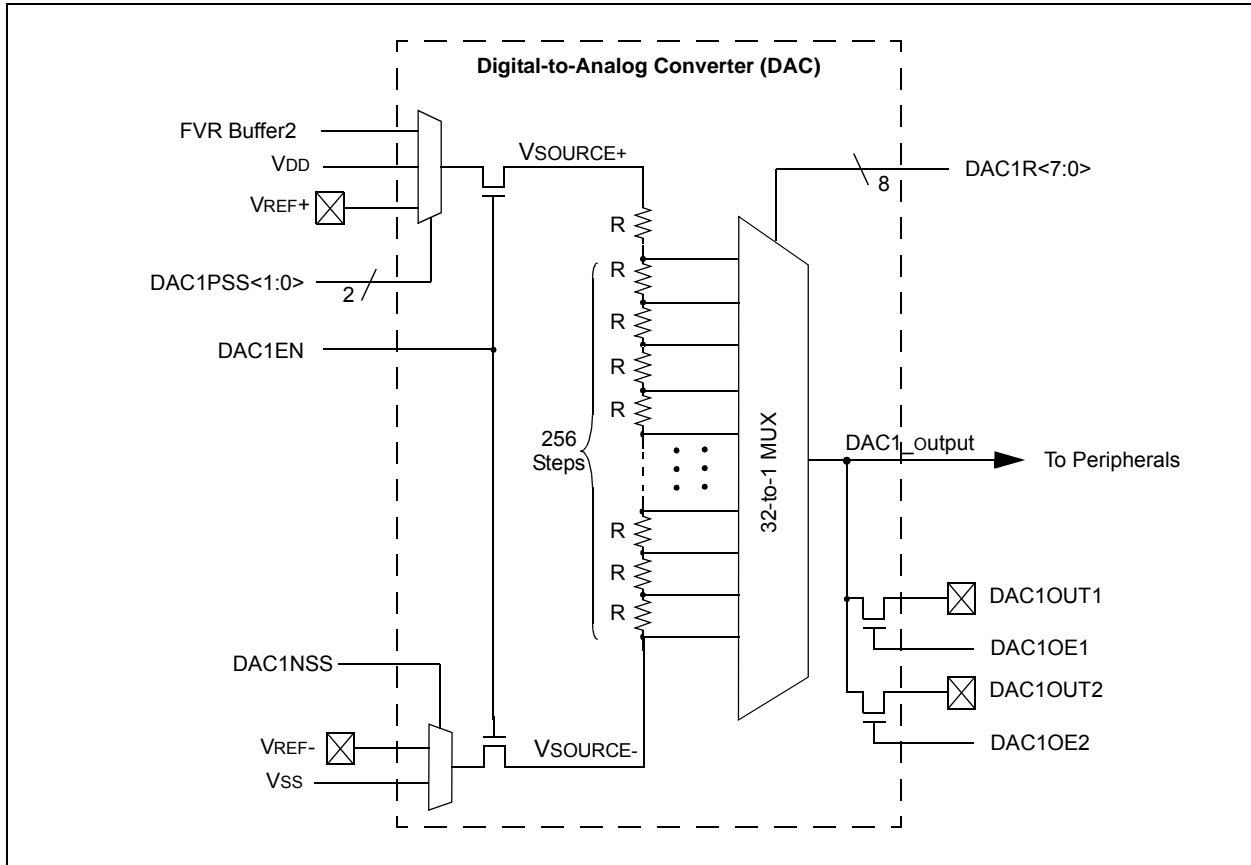 Digital-to-Analog Converter (DAC)
FVR Buffer2
VDD
VREF+
DAC1PSS<1:0>
2
DAC1EN
VSOURCE+
R
R
R
R
R
256
Steps
R
R
R
32-to-1 MUX
8
DAC1R<7:0>
DAC1_output
To Peripherals
DAC1OUT1
DAC1OE1
DAC1OUT2
DAC1OE2
DAC1NSS
VREF-
VSS
VSOURCE-